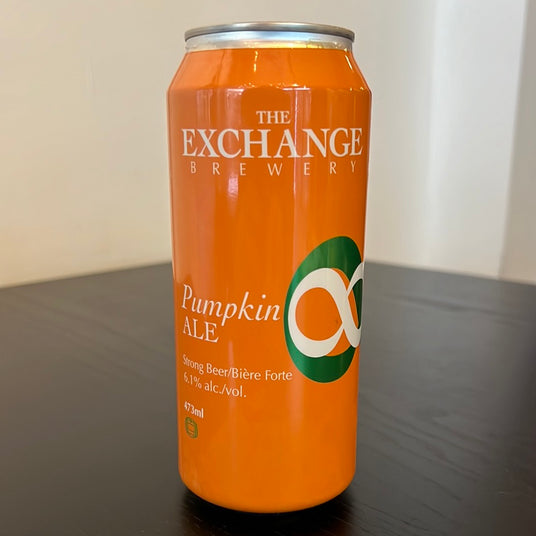 THE
EXCHANGE
BREWERY
Pumpkin
ALE
Strong Beer/Bière Forte
6.1% alc./vol.
473ml